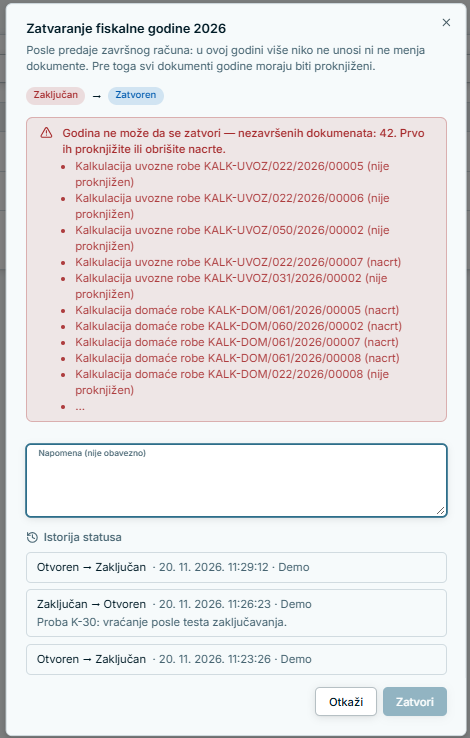 Zatvaranje fiskalne godine 2026
Posle predaje završnog računa: u ovoj godini više niko ne unosi ni ne menja
dokumente. Pre toga svi dokumenti godine moraju biti proknjiženi.
Zaključan → Zatvoren
Godina ne može da se zatvori — nezavršenih dokumenata: 42. Prvo
ih proknjižite ili obrišite nacrte.
• Kalkulacija uvozne robe KALK-UVOZ/022/2026/00005 (nije
proknjižen)
• Kalkulacija uvozne robe KALK-UVOZ/022/2026/00006 (nije
proknjižen)
• Kalkulacija uvozne robe KALK-UVOZ/050/2026/00002 (nije
proknjižen)
• Kalkulacija uvozne robe KALK-UVOZ/022/2026/00007 (nacrt)
• Kalkulacija uvozne robe KALK-UVOZ/031/2026/00002 (nije
proknjižen)
• Kalkulacija domaće robe KALK-DOM/061/2026/00005 (nacrt)
• Kalkulacija domaće robe KALK-DOM/060/2026/00002 (nacrt)
• Kalkulacija domaće robe KALK-DOM/061/2026/00007 (nacrt)
• Kalkulacija domaće robe KALK-DOM/061/2026/00008 (nacrt)
• Kalkulacija domaće robe KALK-DOM/022/2026/00008 (nije
proknjižen)
• ...
Napomena (nije obavezno)
Istorija statusa
Otvoren → Zaključan · 20. 11. 2026. 11:29:12 · Demo
Zaključan → Otvoren · 20. 11. 2026. 11:26:23 · Demo
Proba K-30: vraćanje posle testa zaključavanja.
Otvoren → Zaključan · 20. 11. 2026. 11:23:26 · Demo
Otkaži
Zatvori